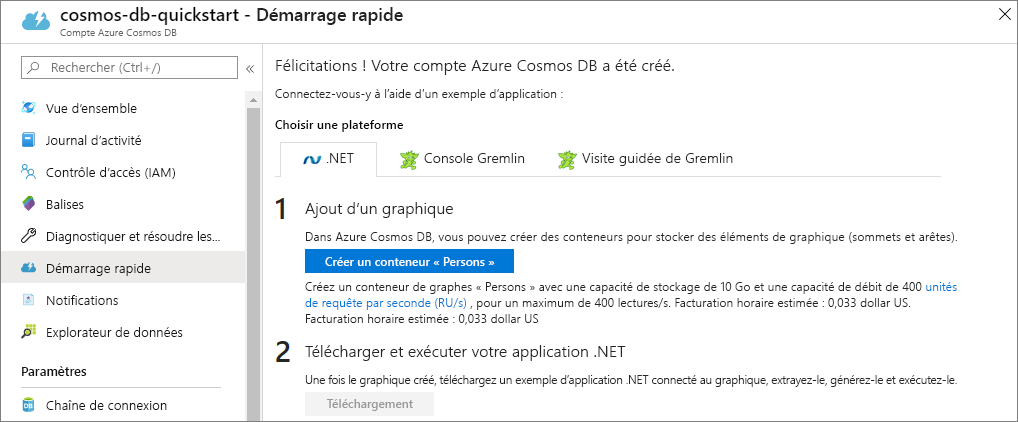 cosmos-db-quickstart - Démarrage rapide
Compte Azure Cosmos DB
Rechercher (Ctrl+/)
Vue d'ensemble
Journal d'activité
Contrôle d'accès (IAM)
Balises
Diagnostiquer et résoudre les...
Démarrage rapide
Notifications
Explorateur de données
Paramètres
Chaîne de connexion
Félicitations ! Votre compte Azure Cosmos DB a été créé.
Connectez-vous-y à l'aide d'un exemple d'application :
Choisir une plateforme
.NET
Console Gremlin
Visite guidée de Gremlin
1 Ajout d'un graphique
Dans Azure Cosmos DB, vous pouvez créer des conteneurs pour stocker des éléments de graphique (sommets et arêtes).
Créer un conteneur « Persons »
Créez un conteneur de graphes « Persons » avec une capacité de stockage de 10 Go et une capacité de débit de 400 unités
de requête par seconde (RU/s) , pour un maximum de 400 lectures/s. Facturation horaire estimée : 0,033 dollar US.
Facturation horaire estimée : 0,033 dollar US
2 Télécharger et exécuter votre application .NET
Une fois le graphique créé, téléchargez un exemple d'application .NET connecté au graphique, extrayez-le, générez-le et exécutez-le.
Téléchargement